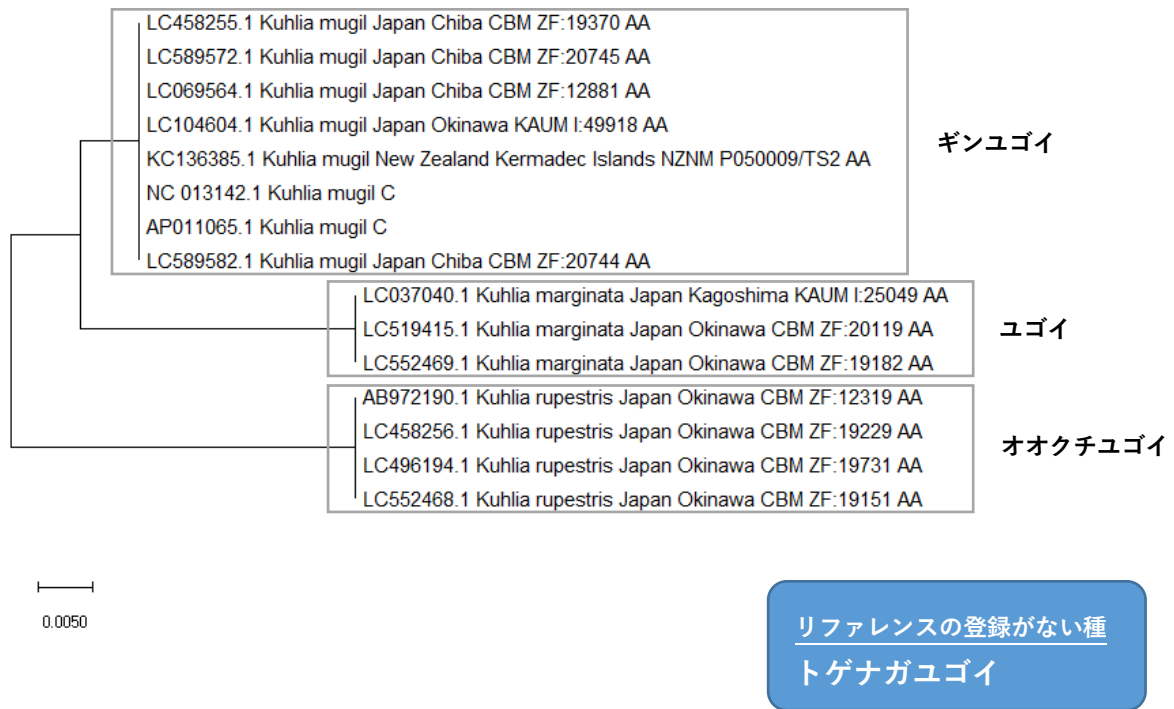 LC458255.1 Kuhlia mugil Japan Chiba CBM ZF:19370 AA
LC589572.1 Kuhlia mugil Japan Chiba CBM ZF:20745 AA
LC069564.1 Kuhlia mugil Japan Chiba CBM ZF:12881 AA
LC104604.1 Kuhlia mugil Japan Okinawa KAUM I:49918 AA
KC136385.1 Kuhlia mugil New Zealand Kermadec Islands NZNM P050009/TS2 AA
NC 013142.1 Kuhlia mugil C
AP011065.1 Kuhlia mugil C
LC589582.1 Kuhlia mugil Japan Chiba CBM ZF:20744 AA
ギンユゴイ
LC037040.1 Kuhlia marginata Japan Kagoshima KAUM I:25049 AA
LC519415.1 Kuhlia marginata Japan Okinawa CBM ZF:20119 AA
LC552469.1 Kuhlia marginata Japan Okinawa CBM ZF:19182 AA
ユゴイ
AB972190.1 Kuhlia rupestris Japan Okinawa CBM ZF:12319 AA
LC458256.1 Kuhlia rupestris Japan Okinawa CBM ZF:19229 AA
LC496194.1 Kuhlia rupestris Japan Okinawa CBM ZF:19731 AA
LC552468.1 Kuhlia rupestris Japan Okinawa CBM ZF:19151 AA
オオクチユゴイ
0.0050
リファレンスの登録がない種
トゲナガユゴイ